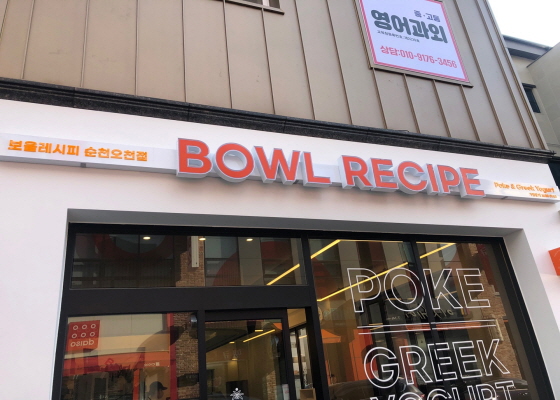 중·고등
영어과외
상담:010-9176-3456
보울레시피 순천오천점
BOWL RECIPE
Poke & Greek Yogurt
POKE
GREEK
YOGURT